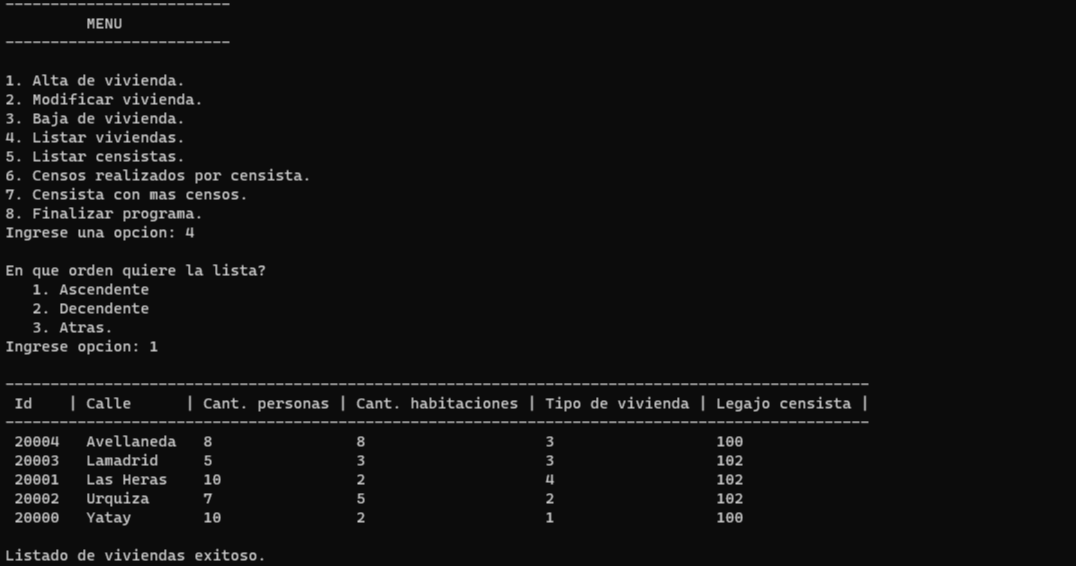 -------------------------
MENU
-------------------------
1. Alta de vivienda.
2. Modificar vivienda.
3. Baja de vivienda.
4. Listar viviendas.
5. Listar censistas.
6. Censos realizados por censista.
7. Censista con mas censos.
8. Finalizar programa.
Ingrese una opcion: 4
En que orden quiere la lista?
1. Ascendente
2. Decendente
3. Atras.
Ingrese opcion: 1
------------------------------------------------------------------------------------------------
Id | Calle | Cant. personas | Cant. habitaciones | Tipo de vivienda | Legajo censista |
------------------------------------------------------------------------------------------------
20004 Avellaneda 8 8 3 100
20003 Lamadrid 5 3 3 102
20001 Las Heras 10 2 4 102
20002 Urquiza 7 5 2 102
20000 Yatay 10 2 1 100
Listado de viviendas exitoso.